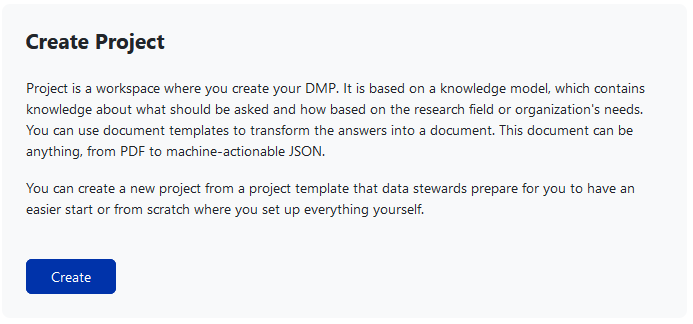 Create Project
Project is a workspace where you create your DMP. It is based on a knowledge model, which contains
knowledge about what should be asked and how based on the research field or organization's needs.
You can use document templates to transform the answers into a document. This document can be
anything, from PDF to machine-actionable JSON.
You can create a new project from a project template that data stewards prepare for you to have an
easier start or from scratch where you set up everything yourself.
Create